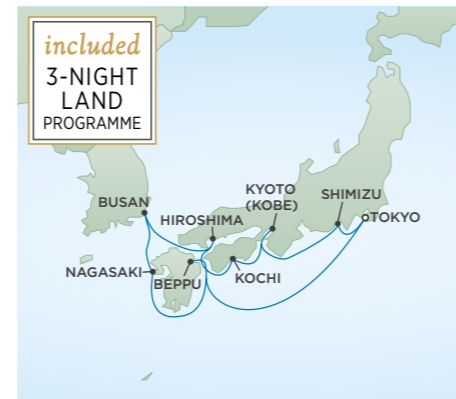 included
3-NIGHT
LAND
PROGRAMME
KYOTO
(KOBE)
SHIMIZU
BUSAN
HIROSHIMA
TOKYO
NAGASAKI
BEPPU
KOCHI